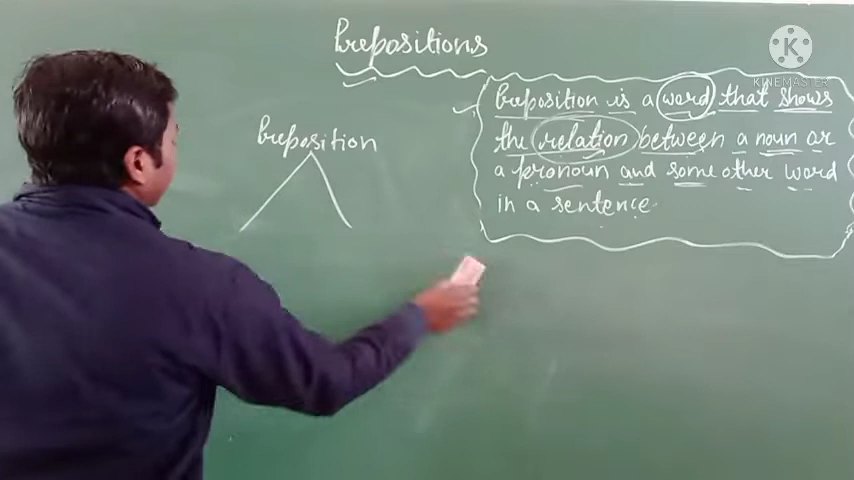 Prepositions
KINEMASTER
Preposition is a word that shows
the relation between a noun or
a pronoun and some other word
in a sentence
Preposition